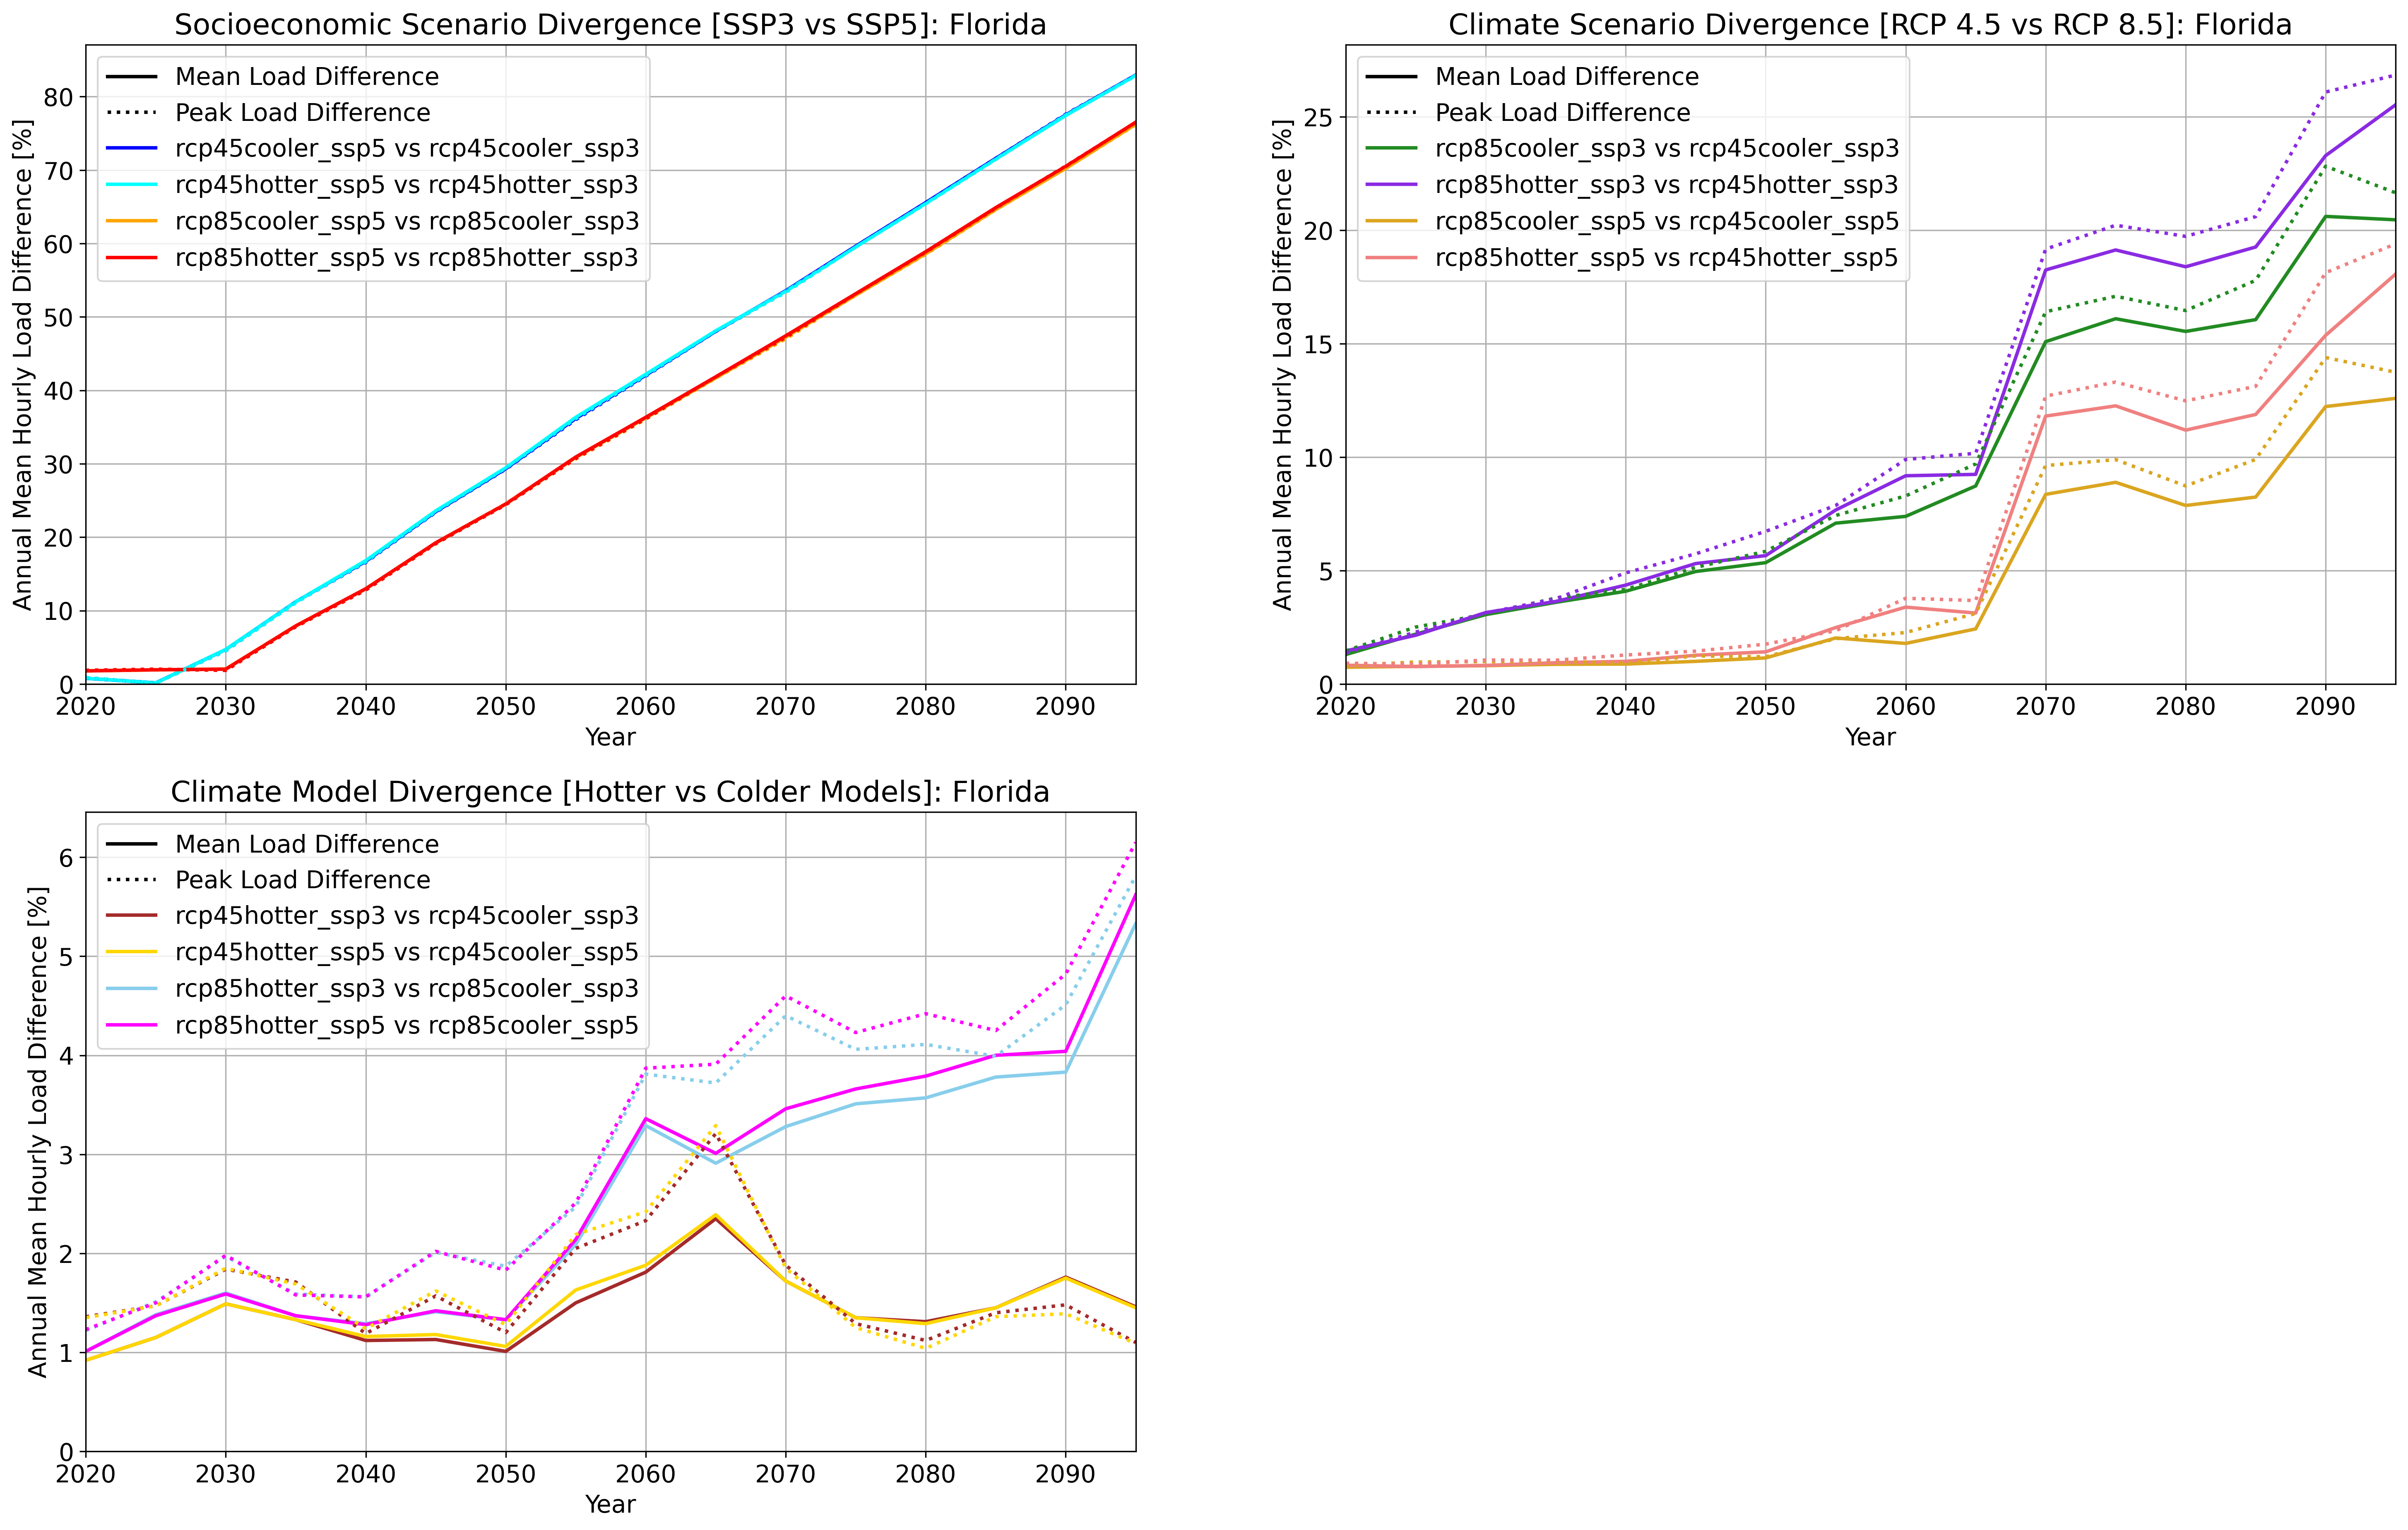 Socioeconomic Scenario Divergence [SSP3 vs SSP5]: Florida
Annual Mean Hourly Load Difference [%]
80
70
60
50
40
30
20
10
0
Mean Load Difference
Peak Load Difference
rcp45cooler_ssp5 vs rcp45cooler_ssp3
rcp45hotter_ssp5 vs rcp45hotter_ssp3
rcp85cooler_ssp5 vs rcp85cooler_ssp3
rcp85hotter_ssp5 vs rcp85hotter_ssp3
2020 2030 2040 2050 2060 2070 2080 2090
Year
Climate Scenario Divergence [RCP 4.5 vs RCP 8.5]: Florida
Annual Mean Hourly Load Difference [%]
25
20
15
10
5
0
Mean Load Difference
Peak Load Difference
rcp85cooler_ssp3 vs rcp45cooler_ssp3
rcp85hotter_ssp3 vs rcp45hotter_ssp3
rcp85cooler_ssp5 vs rcp45cooler_ssp5
rcp85hotter_ssp5 vs rcp45hotter_ssp5
2020 2030 2040 2050 2060 2070 2080 2090
Year
Climate Model Divergence [Hotter vs Colder Models]: Florida
Annual Mean Hourly Load Difference [%]
6
5
4
3
2
1
0
Mean Load Difference
Peak Load Difference
rcp45hotter_ssp3 vs rcp45cooler_ssp3
rcp45hotter_ssp5 vs rcp45cooler_ssp5
rcp85hotter_ssp3 vs rcp85cooler_ssp3
rcp85hotter_ssp5 vs rcp85cooler_ssp5
2020 2030 2040 2050 2060 2070 2080 2090
Year